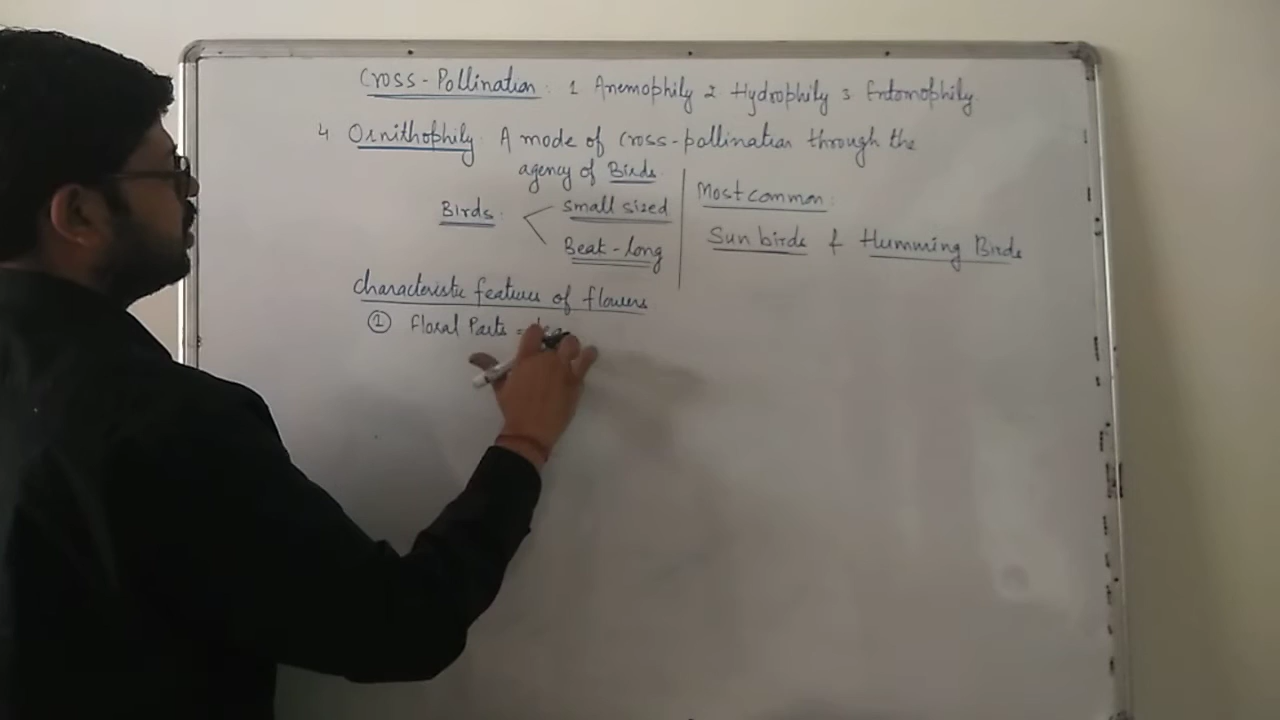 Cross-Pollination: 1 Anemophily 2 Hydrophily 3 Entomophily
4 Ornithophily: A mode of cross-pollination through the
agency of Birds.
Birds:
Small sized
Beak-long
Most common:
Sun birds & Humming Birds
Characteristic features of flowers
① Floral Parts =